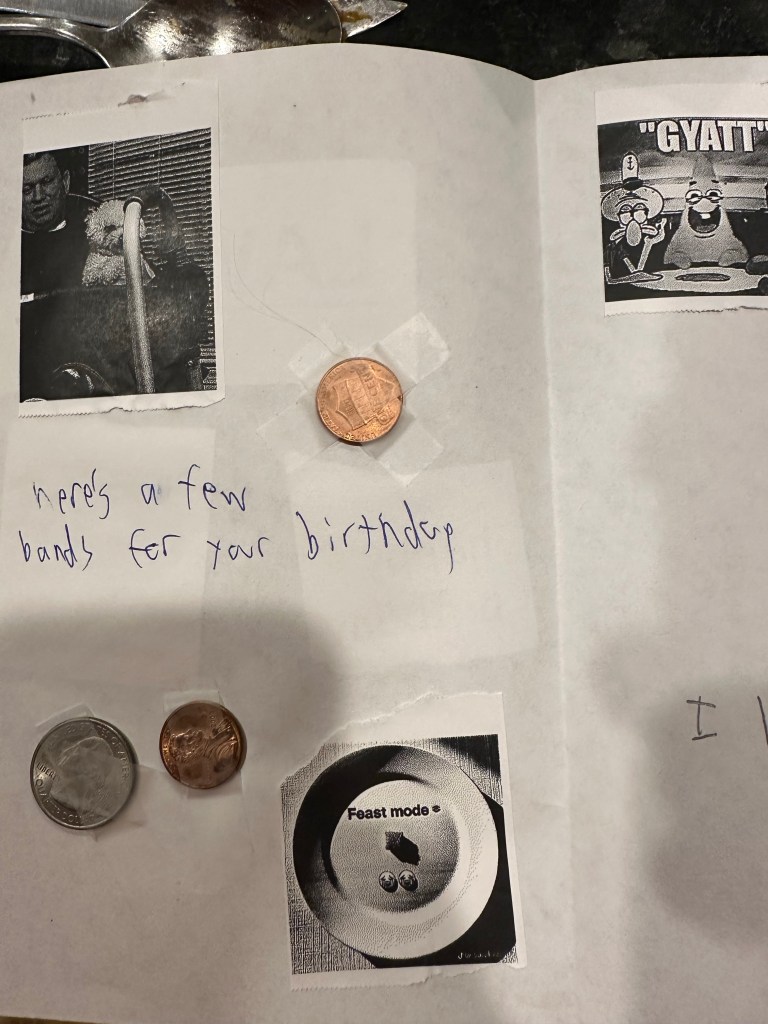 "GYATT"
here's a few
bands for your birthday
I
Feast mode